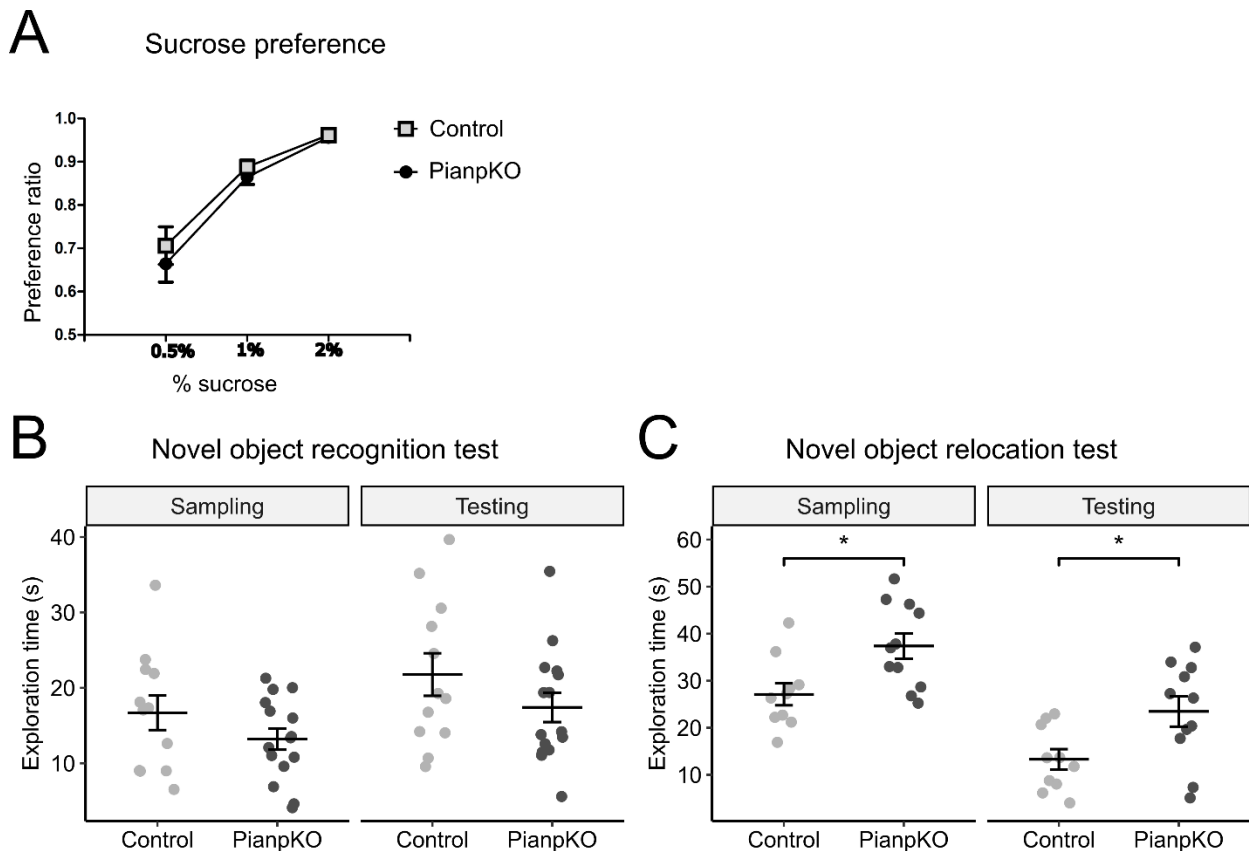 A
Sucrose preference
1.0
0.9
0.8
0.7
0.6
0.5
Preference ratio
0.5% 1% 2%
% sucrose
Control
PianpKO
B
Novel object recognition test
Sampling Testing
40
30
20
10
Exploration time (s)
Control PianpKO Control PianpKO
C
Novel object relocation test
Sampling Testing
* *
60
50
40
30
20
10
Exploration time (s)
Control PianpKO Control PianpKO